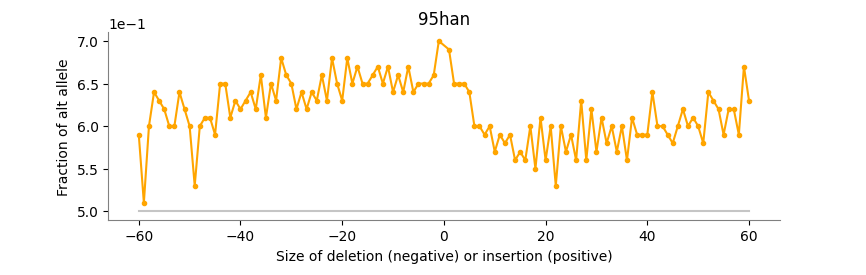 95han
1e−1
7.0
6.5
6.0
5.5
5.0
Fraction of alt allele
−60 −40 −20 0 20 40 60
Size of deletion (negative) or insertion (positive)